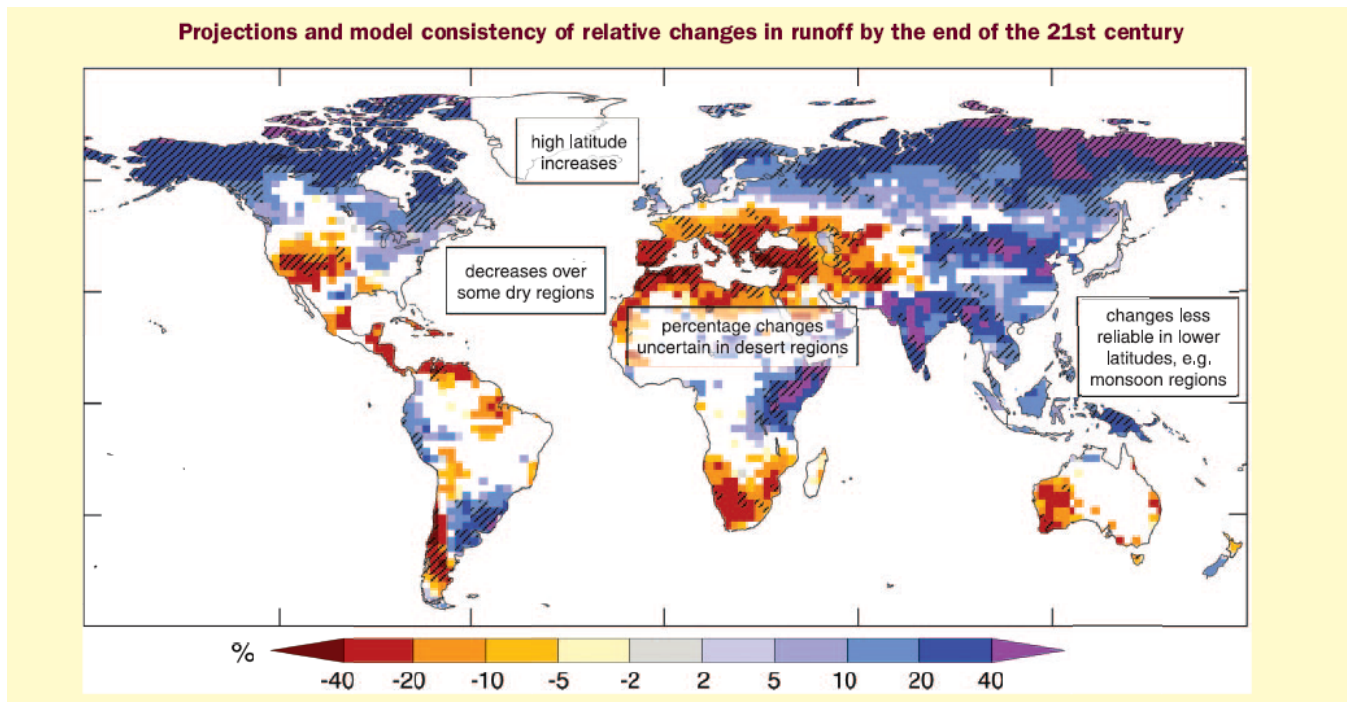 Projections and model consistency of relative changes in runoff by the end of the 21st century
high latitude
increases
decreases over
some dry regions
percentage changes
uncertain in desert regions
changes less
reliable in lower
latitudes, e.g.
monsoon regions
%
-40 -20 -10 -5 -2 2 5 10 20 40